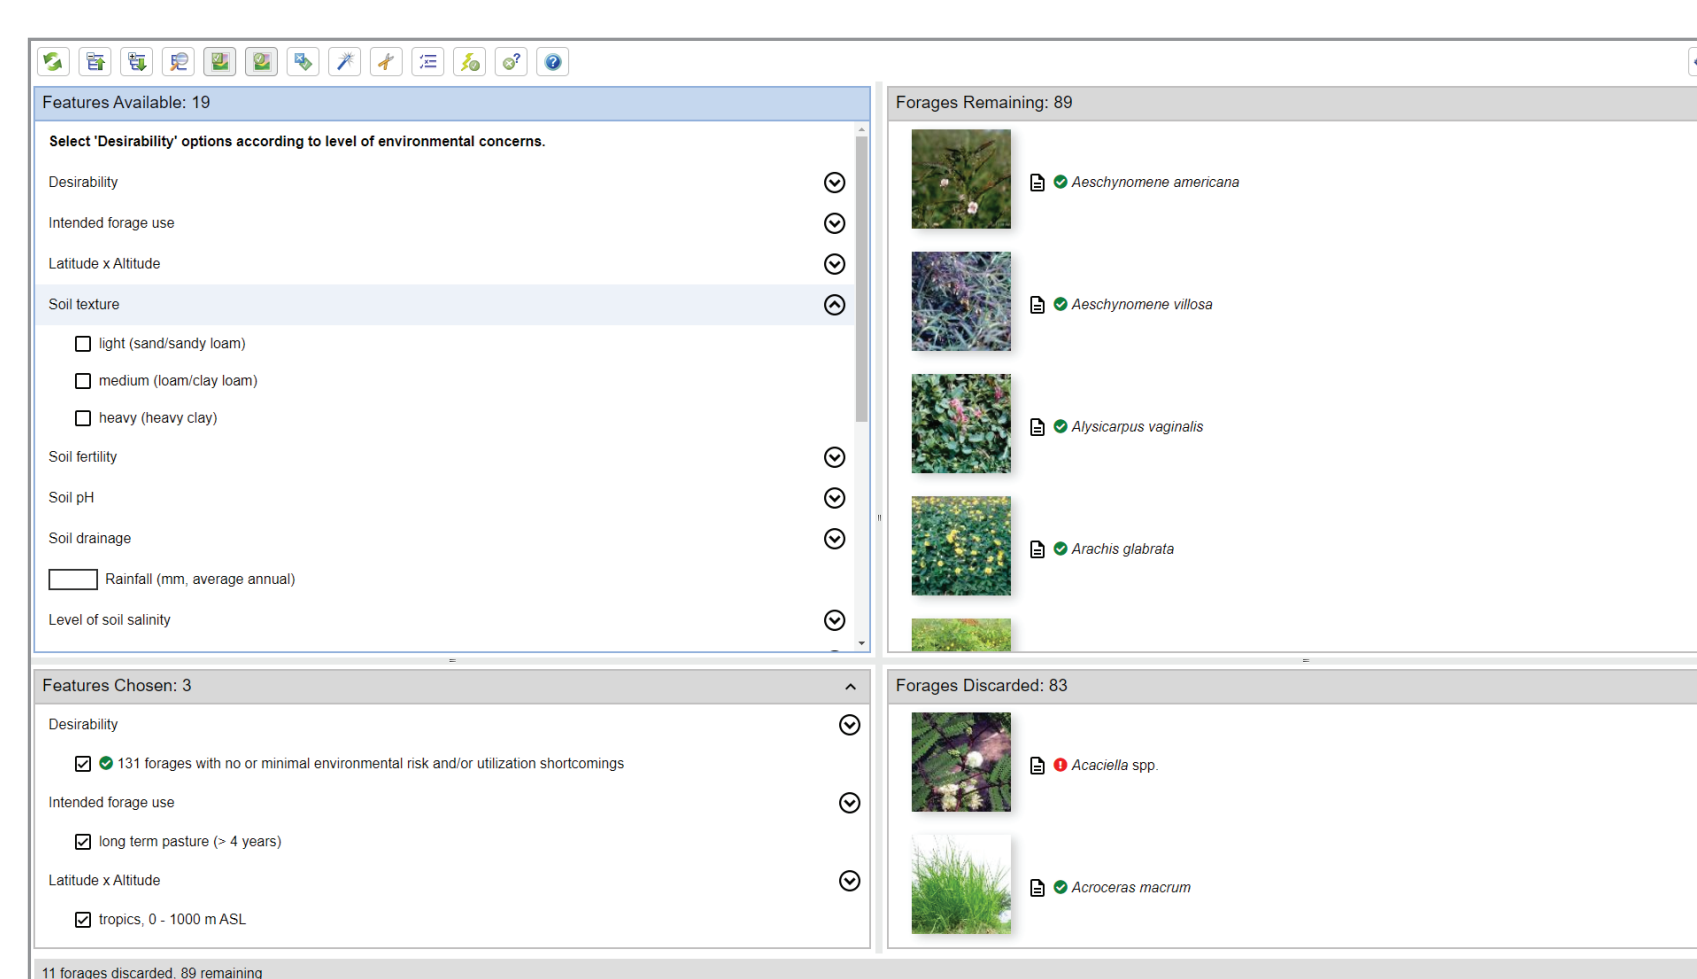 Features Available: 19
Select 'Desirability' options according to level of environmental concerns.
Desirability
Intended forage use
Latitude x Altitude
Soil texture
light (sand/sandy loam)
medium (loam/clay loam)
heavy (heavy clay)
Soil fertility
Soil pH
Soil drainage
Rainfall (mm, average annual)
Level of soil salinity
Forages Remaining: 89
Aeschynomene americana
Aeschynomene villosa
Alysicarpus vaginalis
Arachis glabrata
Features Chosen: 3
Desirability
131 forages with no or minimal environmental risk and/or utilization shortcomings
Intended forage use
long term pasture (> 4 years)
Latitude x Altitude
tropics, 0 - 1000 m ASL
Forages Discarded: 83
Acaciella spp.
Acroceras macrum
11 forages discarded, 89 remaining